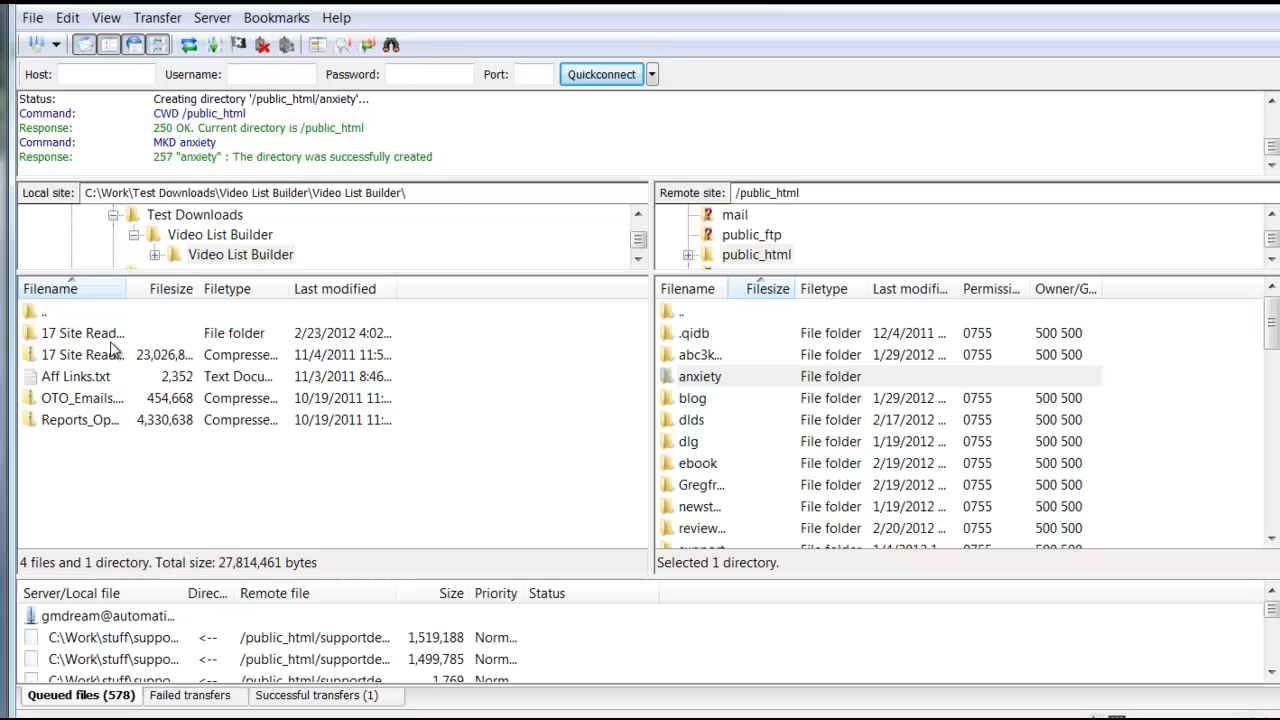 File Edit View Transfer Server Bookmarks Help
Host: Username: Password: Port: Quickconnect
Status: Creating directory '/public_html/anxiety'...
Command: CWD /public_html
Response: 250 OK. Current directory is /public_html
Command: MKD anxiety
Response: 257 "anxiety" : The directory was successfully created
Local site: C:\Work\Test Downloads\Video List Builder\Video List Builder\
Test Downloads
Video List Builder
Video List Builder
Filename Filesize Filetype Last modified
..
17 Site Read... File folder 2/23/2012 4:02...
17 Site Read... 23,026,8... Compresse... 11/4/2011 11:5...
Aff Links.txt 2,352 Text Docu... 11/3/2011 8:46...
OTO_Emails.... 454,668 Compresse... 10/19/2011 11:...
Reports_Op... 4,330,638 Compresse... 10/19/2011 11:...
4 files and 1 directory. Total size: 27,814,461 bytes
Remote site: /public_html
mail
public_ftp
public_html
Filename Filesize Filetype Last modifi... Permissi... Owner/G...
..
.qidb File folder 12/4/2011 ... 0755 500 500
abc3k... File folder 1/29/2012 ... 0755 500 500
anxiety File folder
blog File folder 1/29/2012 ... 0755 500 500
dlds File folder 2/17/2012 ... 0755 500 500
dlg File folder 1/19/2012 ... 0755 500 500
ebook File folder 2/19/2012 ... 0755 500 500
Gregfr... File folder 2/19/2012 ... 0755 500 500
newst... File folder 1/19/2012 ... 0755 500 500
review... File folder 2/20/2012 ... 0755 500 500
Selected 1 directory.
Server/Local file Direc... Remote file Size Priority Status
gmdream@automati...
C:\Work\stuff\suppo... <-- /public_html/supportde... 1,519,188 Norm...
C:\Work\stuff\suppo... <-- /public_html/supportde... 1,499,785 Norm...
C:\Work\stuff\suppo... <-- /public_html/supportde... 1,769 Norm...
Queued files (578) Failed transfers Successful transfers (1)